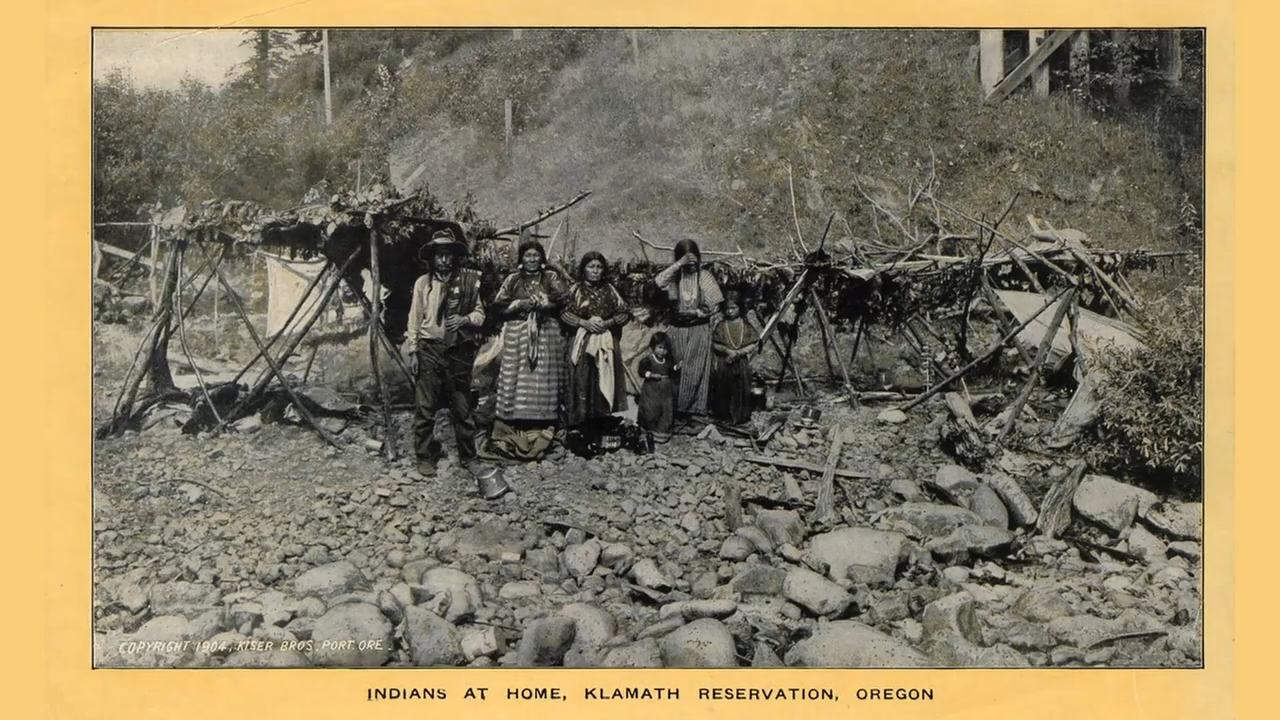 COPYRIGHT 1904, KISER BROS. PORT. ORE.
INDIANS AT HOME, KLAMATH RESERVATION, OREGON